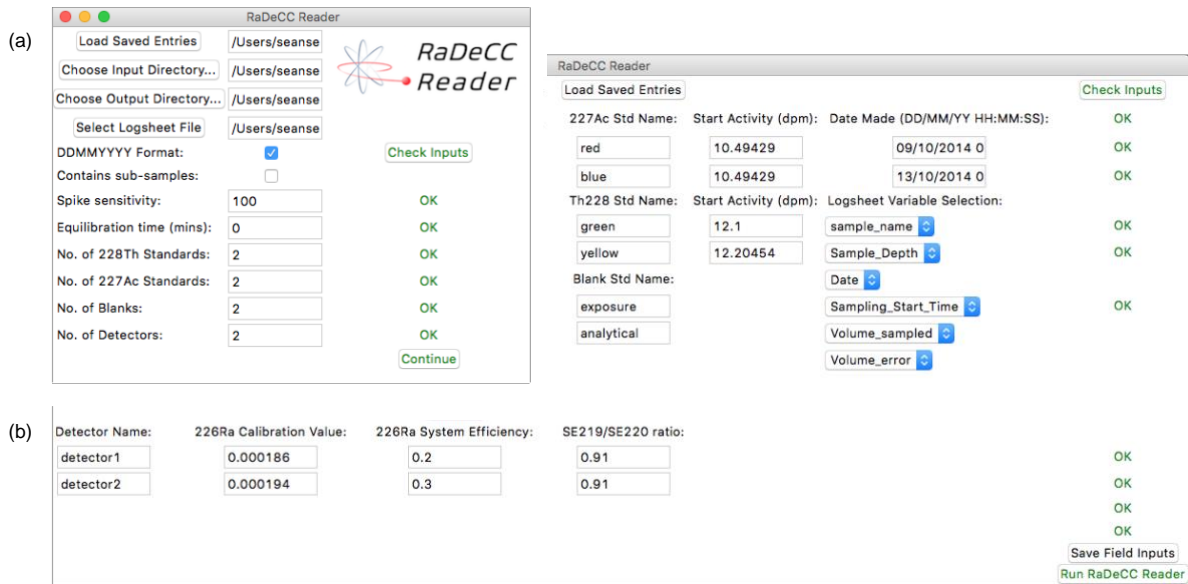 (a)
RaDeCC Reader
Load Saved Entries /Users/seanse
Choose Input Directory... /Users/seanse
Choose Output Directory... /Users/seanse
Select Logsheet File /Users/seanse
RaDeCC
Reader
DDMMYYYY Format: Check Inputs
Contains sub-samples:
Spike sensitivity: 100 OK
Equilibration time (mins): 0 OK
No. of 228Th Standards: 2 OK
No. of 227Ac Standards: 2 OK
No. of Blanks: 2 OK
No. of Detectors: 2 OK
Continue
RaDeCC Reader
Load Saved Entries Check Inputs
227Ac Std Name: Start Activity (dpm): Date Made (DD/MM/YY HH:MM:SS): OK
red 10.49429 09/10/2014 0 OK
blue 10.49429 13/10/2014 0 OK
Th228 Std Name: Start Activity (dpm): Logsheet Variable Selection:
green 12.1 sample_name OK
yellow 12.20454 Sample_Depth OK
Blank Std Name: Date
exposure Sampling_Start_Time OK
analytical Volume_sampled
Volume_error
(b)
Detector Name: 226Ra Calibration Value: 226Ra System Efficiency: SE219/SE220 ratio:
detector1 0.000186 0.2 0.91 OK
detector2 0.000194 0.3 0.91 OK
OK
OK
Save Field Inputs
Run RaDeCC Reader